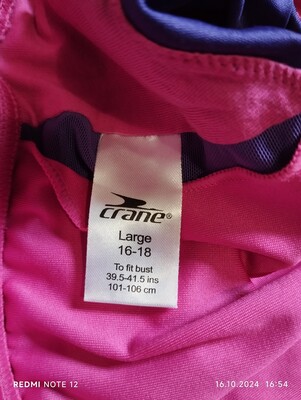 crane®
Large
16-18
To fit bust
39.5-41.5 ins
101-106 cm
REDMI NOTE 12
16.10.2024 16:54